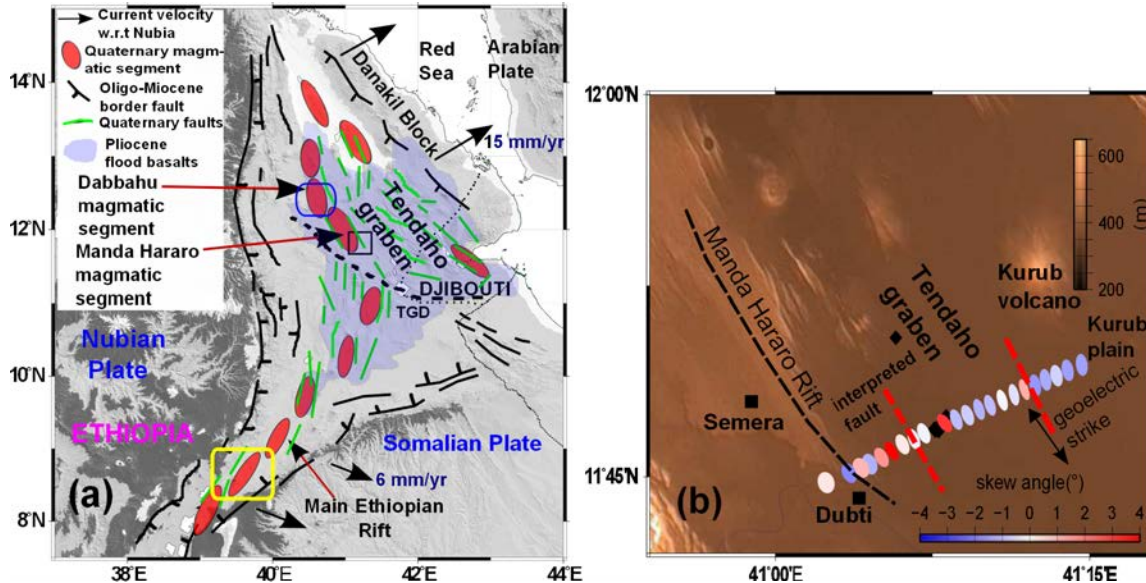 Current velocity
w.r.t Nubia
Quaternary magm-
atic segment
Oligo-Miocene
border fault
Quaternary faults
Pliocene
flood basalts
Dabbahu
magmatic
segment
Manda Hararo
magmatic
segment
Red
Sea
Arabian
Plate
Danakil Block
15 mm/yr
Tendaho
graben
DJIBOUTI
TGD
Nubian
Plate
ETHIOPIA
Somalian Plate
6 mm/yr
Main Ethiopian
Rift
(a)
14°N
12°N
10°N
8°N
38°E
40°E
42°E
44°E
12°00'N
11°45'N
600
400
200
(m)
Manda Hararo Rift
Tendaho
graben
Kurub
volcano
Kurub
plain
interpreted
fault
geoelectric
strike
Semera
Dubti
(b)
skew angle(°)
−4 −3 −2 −1 0 1 2 3 4
41°00'E
41°15'E